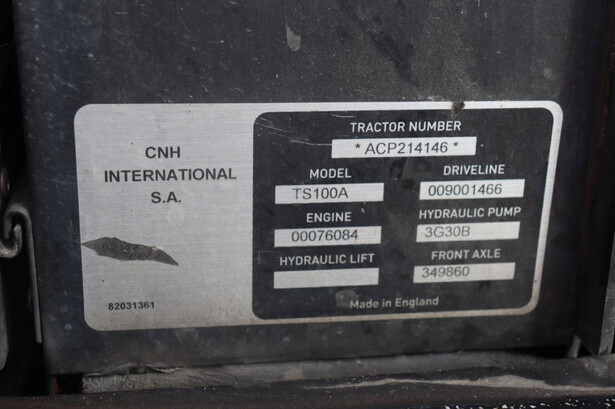 CNH
INTERNATIONAL
S.A.
82031361
TRACTOR NUMBER
* ACP214146 *
MODEL DRIVELINE
TS100A 009001466
ENGINE HYDRAULIC PUMP
00076084 3G30B
HYDRAULIC LIFT FRONT AXLE
349860
Made in England